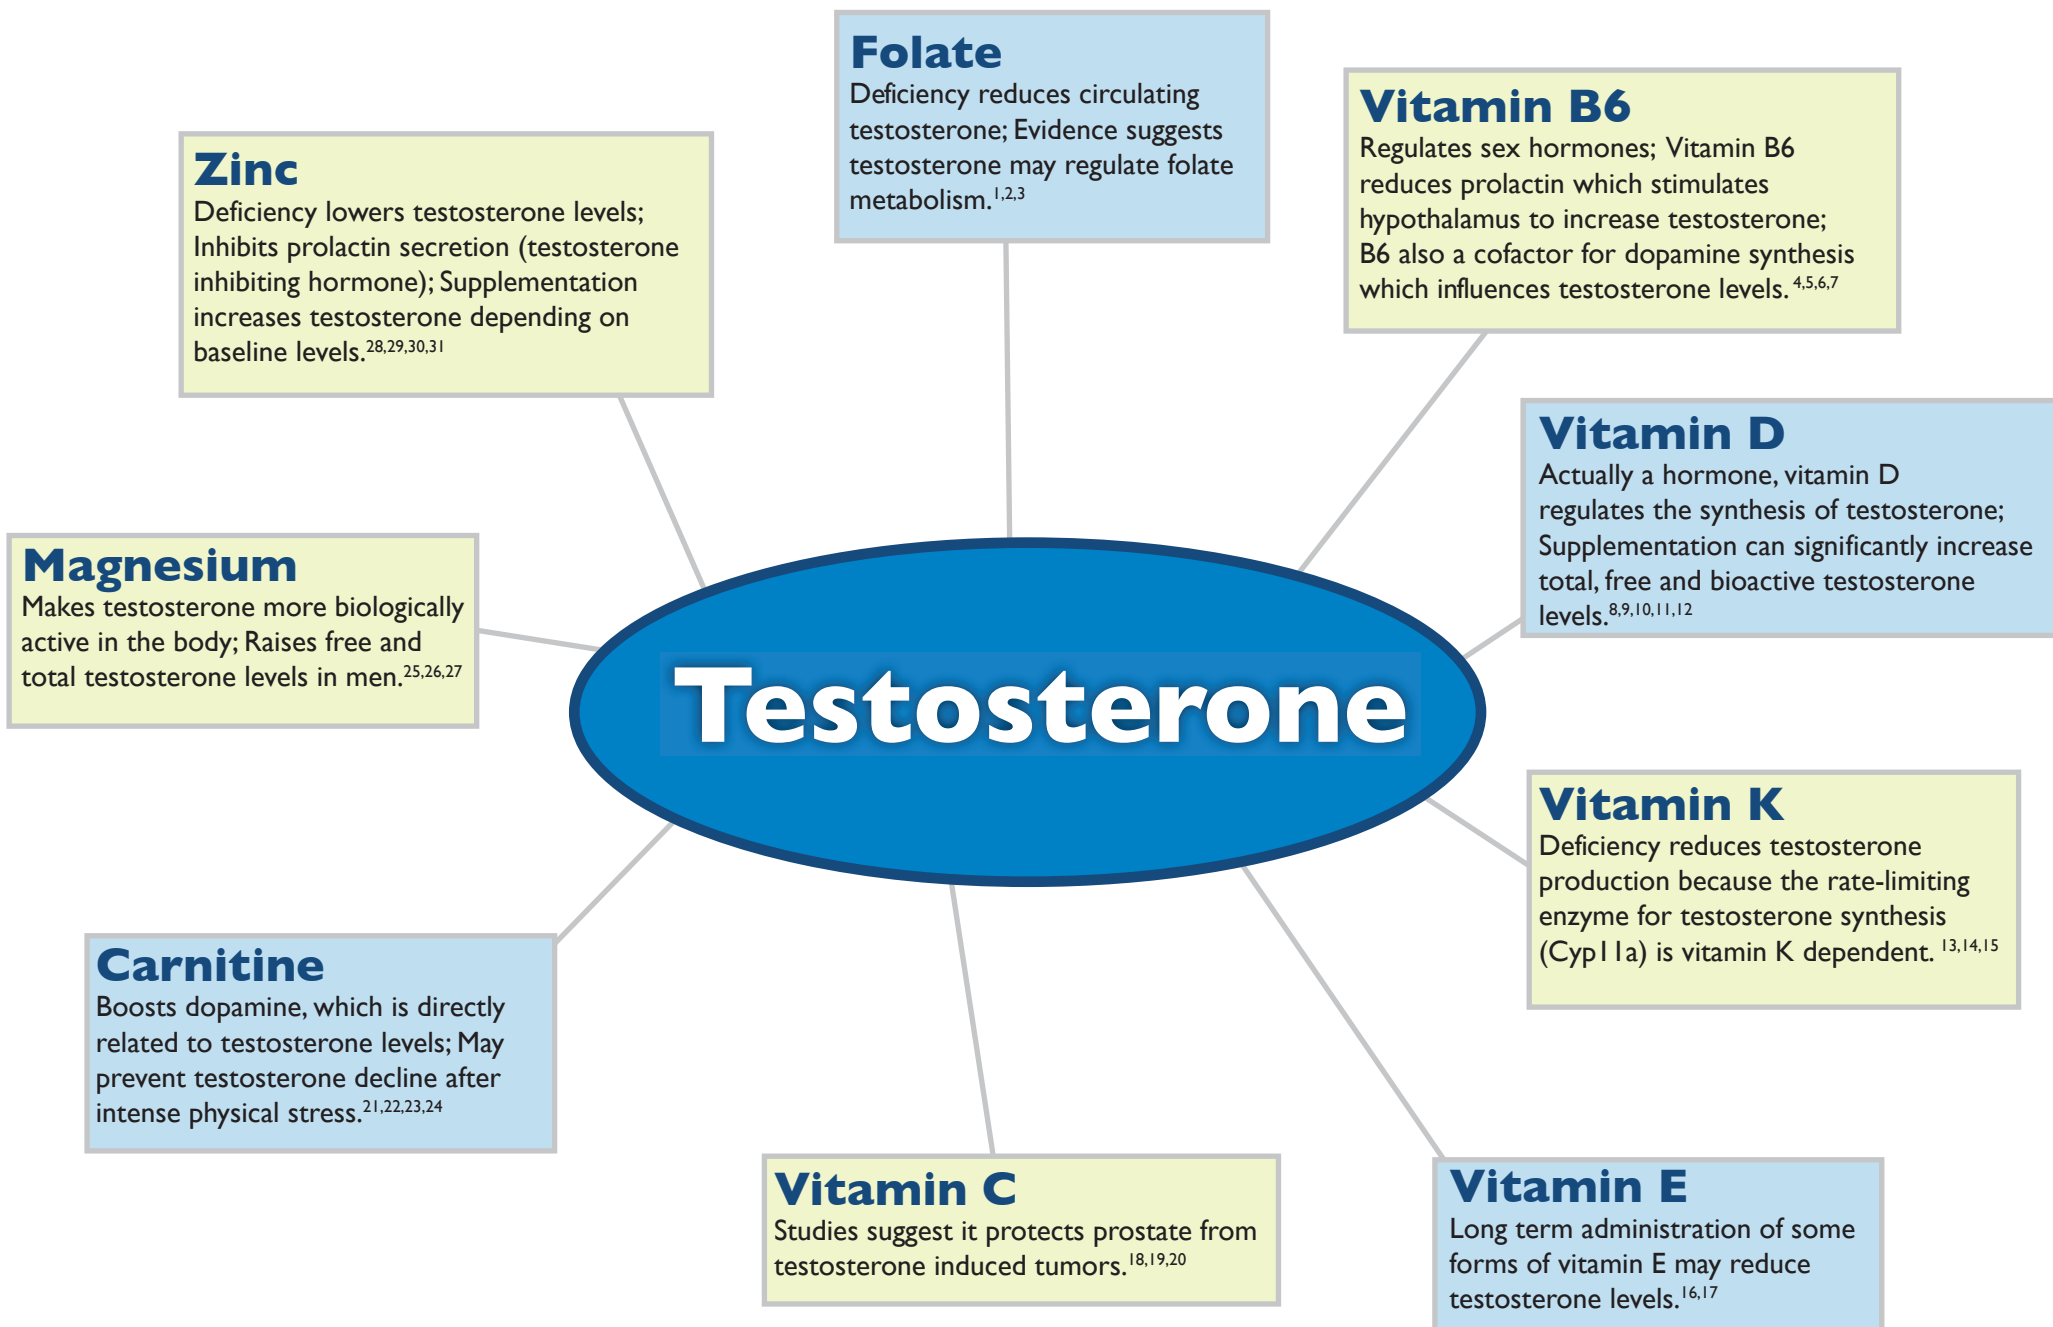 Folate
Deficiency reduces circulating
testosterone; Evidence suggests
testosterone may regulate folate
metabolism.1,2,3
Vitamin B6
Regulates sex hormones; Vitamin B6
reduces prolactin which stimulates
hypothalamus to increase testosterone;
B6 also a cofactor for dopamine synthesis
which influences testosterone levels. 4,5,6,7
Zinc
Deficiency lowers testosterone levels;
Inhibits prolactin secretion (testosterone
inhibiting hormone); Supplementation
increases testosterone depending on
baseline levels.28,29,30,31
Vitamin D
Actually a hormone, vitamin D
regulates the synthesis of testosterone;
Supplementation can significantly increase
total, free and bioactive testosterone
levels.8,9,10,11,12
Magnesium
Makes testosterone more biologically
active in the body; Raises free and
total testosterone levels in men.25,26,27
Testosterone
Vitamin K
Deficiency reduces testosterone
production because the rate-limiting
enzyme for testosterone synthesis
(Cyp11a) is vitamin K dependent. 13,14,15
Carnitine
Boosts dopamine, which is directly
related to testosterone levels; May
prevent testosterone decline after
intense physical stress.21,22,23,24
Vitamin C
Studies suggest it protects prostate from
testosterone induced tumors.18,19,20
Vitamin E
Long term administration of some
forms of vitamin E may reduce
testosterone levels.16,17